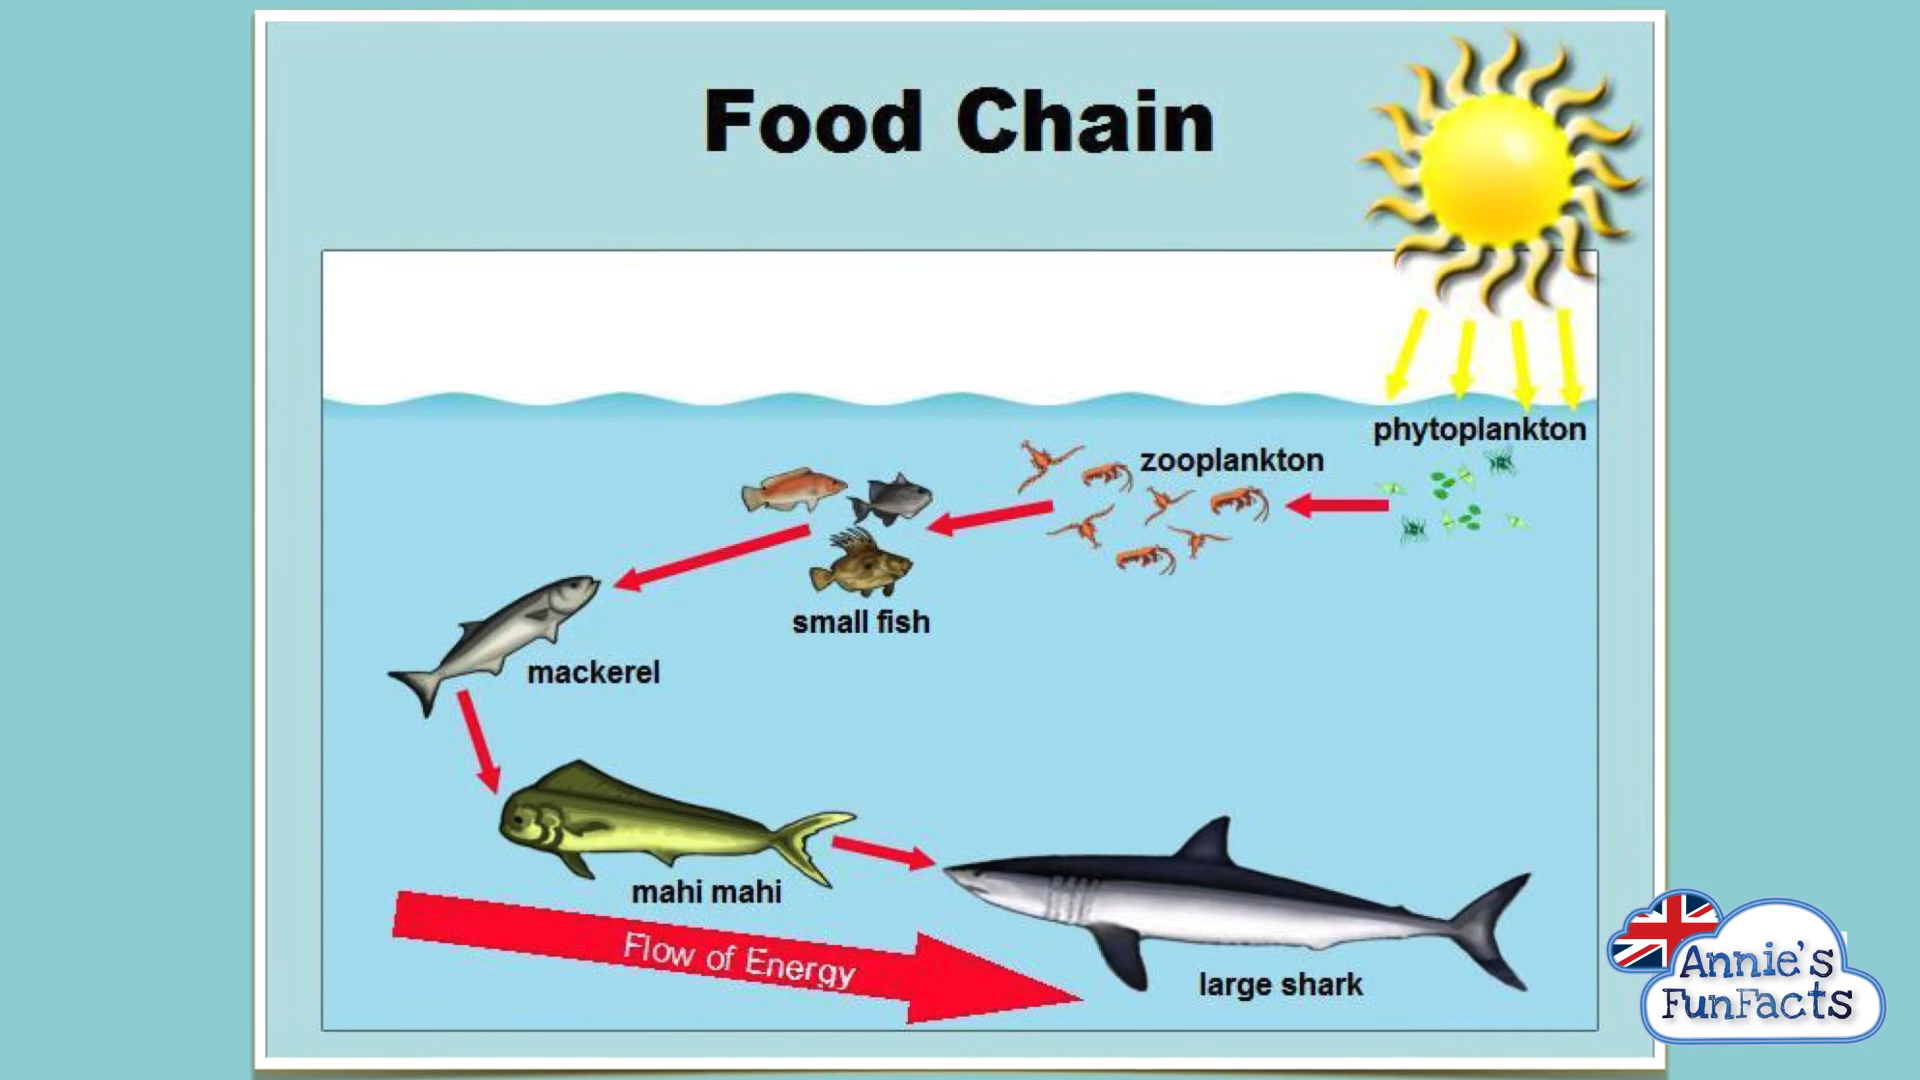 Food Chain
phytoplankton
zooplankton
small fish
mackerel
mahi mahi
Flow of Energy
large shark
Annie's
FunFacts